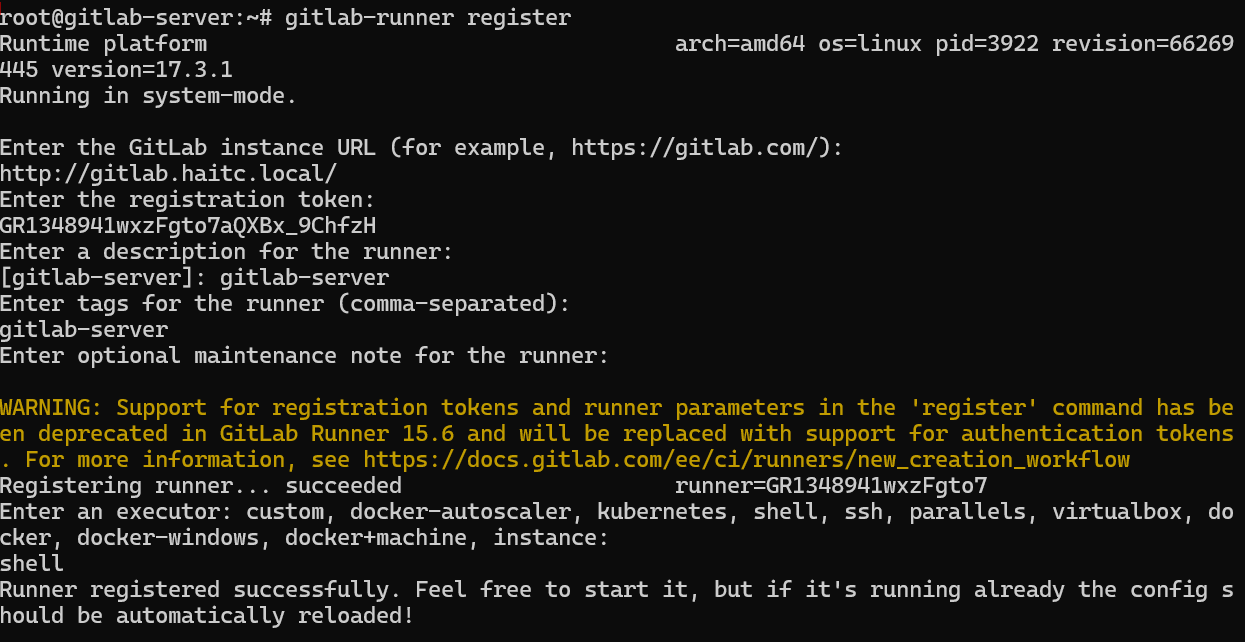 root@gitlab-server:~# gitlab-runner register
Runtime platform                                    arch=amd64 os=linux pid=3922 revision=66269
445 version=17.3.1
Running in system-mode.

Enter the GitLab instance URL (for example, https://gitlab.com/):
http://gitlab.haitc.local/
Enter the registration token:
GR1348941wxzFgto7aQXBx_9ChfzH
Enter a description for the runner:
[gitlab-server]: gitlab-server
Enter tags for the runner (comma-separated):
gitlab-server
Enter optional maintenance note for the runner:

WARNING: Support for registration tokens and runner parameters in the 'register' command has be
en deprecated in GitLab Runner 15.6 and will be replaced with support for authentication tokens
. For more information, see https://docs.gitlab.com/ee/ci/runners/new_creation_workflow
Registering runner... succeeded                     runner=GR1348941wxzFgto7
Enter an executor: custom, docker-autoscaler, kubernetes, shell, ssh, parallels, virtualbox, do
cker, docker-windows, docker+machine, instance:
shell
Runner registered successfully. Feel free to start it, but if it's running already the config s
hould be automatically reloaded!